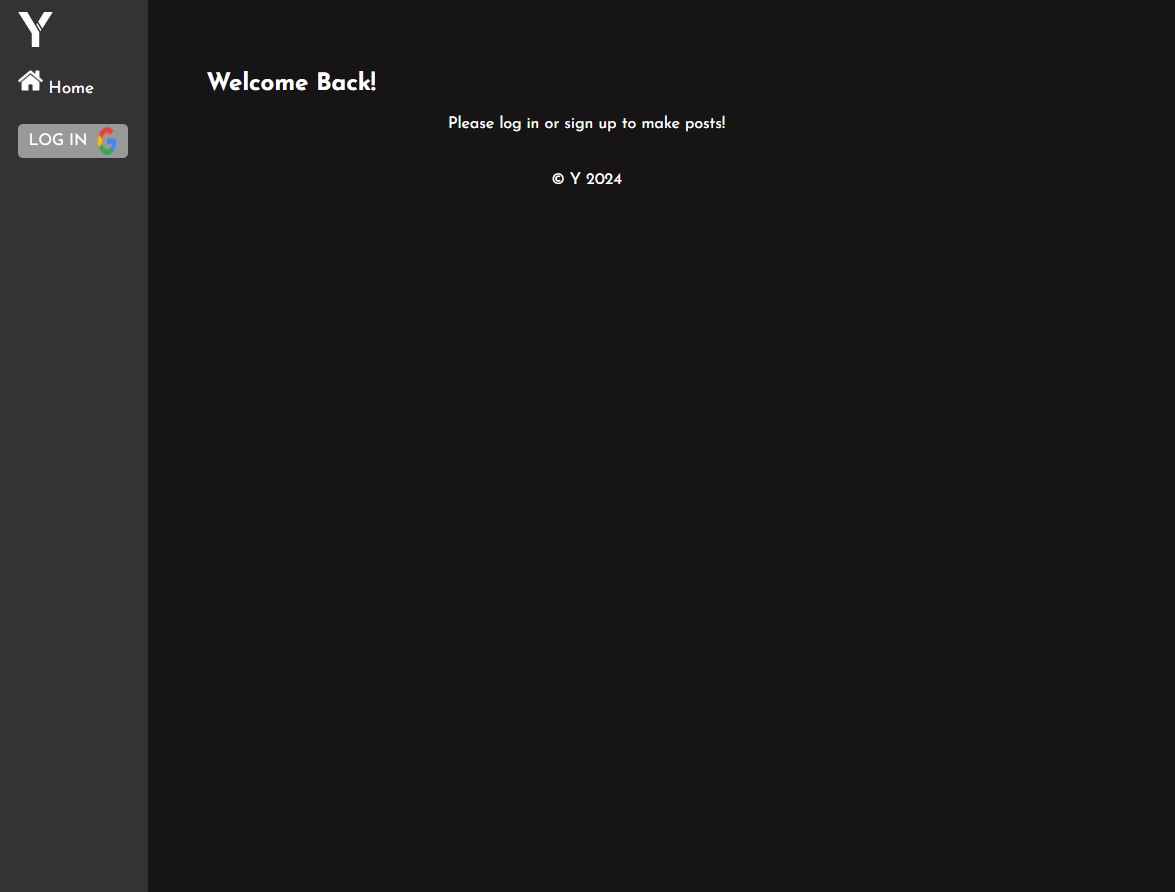 Y
Home
LOG IN
Welcome Back!
Please log in or sign up to make posts!
© Y 2024